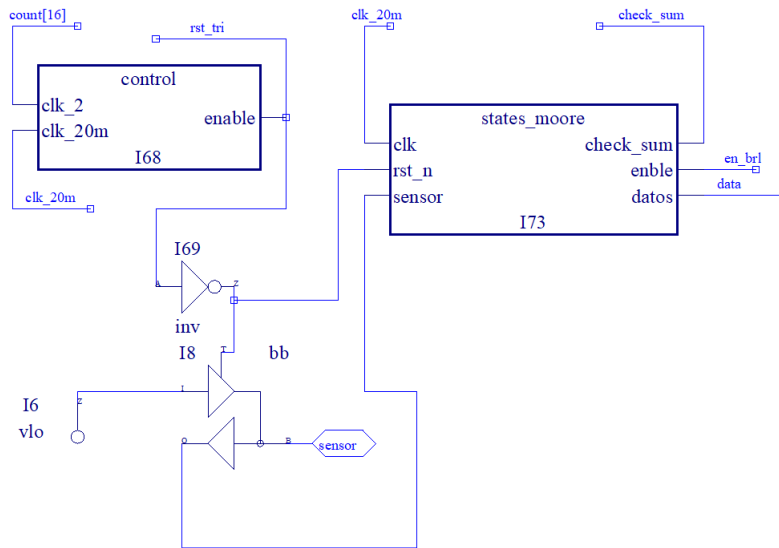 count[16]
rst_tri
clk_20m
check_sum
control
clk_2
clk_20m
enable
I68
clk_20m
states_moore
clk
rst_n
sensor
check_sum
enble
datos
I73
en_brl
data
I69
A
Z
inv
I8
T
bb
I
I6
Z
vlo
O
B
sensor